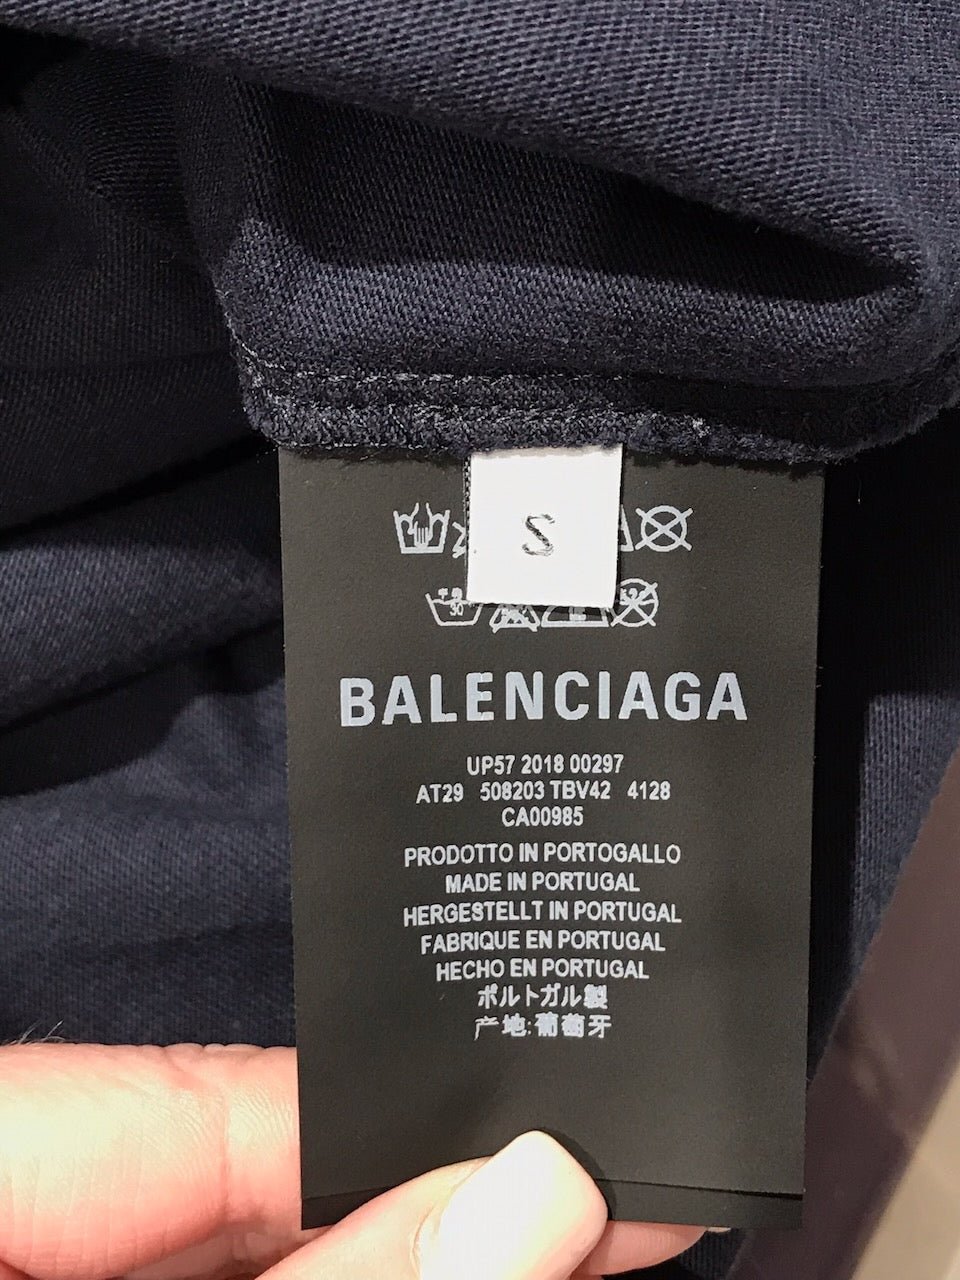 S
30
BALENCIAGA
UP57 2018 00297
AT29 508203 TBV42 4128
CA00985
PRODOTTO IN PORTOGALLO
MADE IN PORTUGAL
HERGESTELLT IN PORTUGAL
FABRIQUE EN PORTUGAL
HECHO EN PORTUGAL
ポルトガル製
产地:葡萄牙